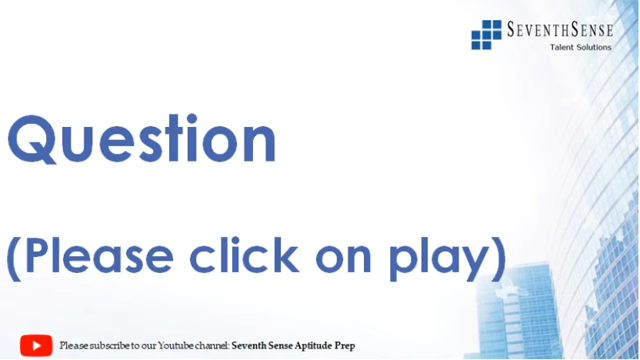 SEVENTHSENSE
Talent Solutions
Question
(Please click on play)
Please subscribe to our Youtube channel: Seventh Sense Aptitude Prep